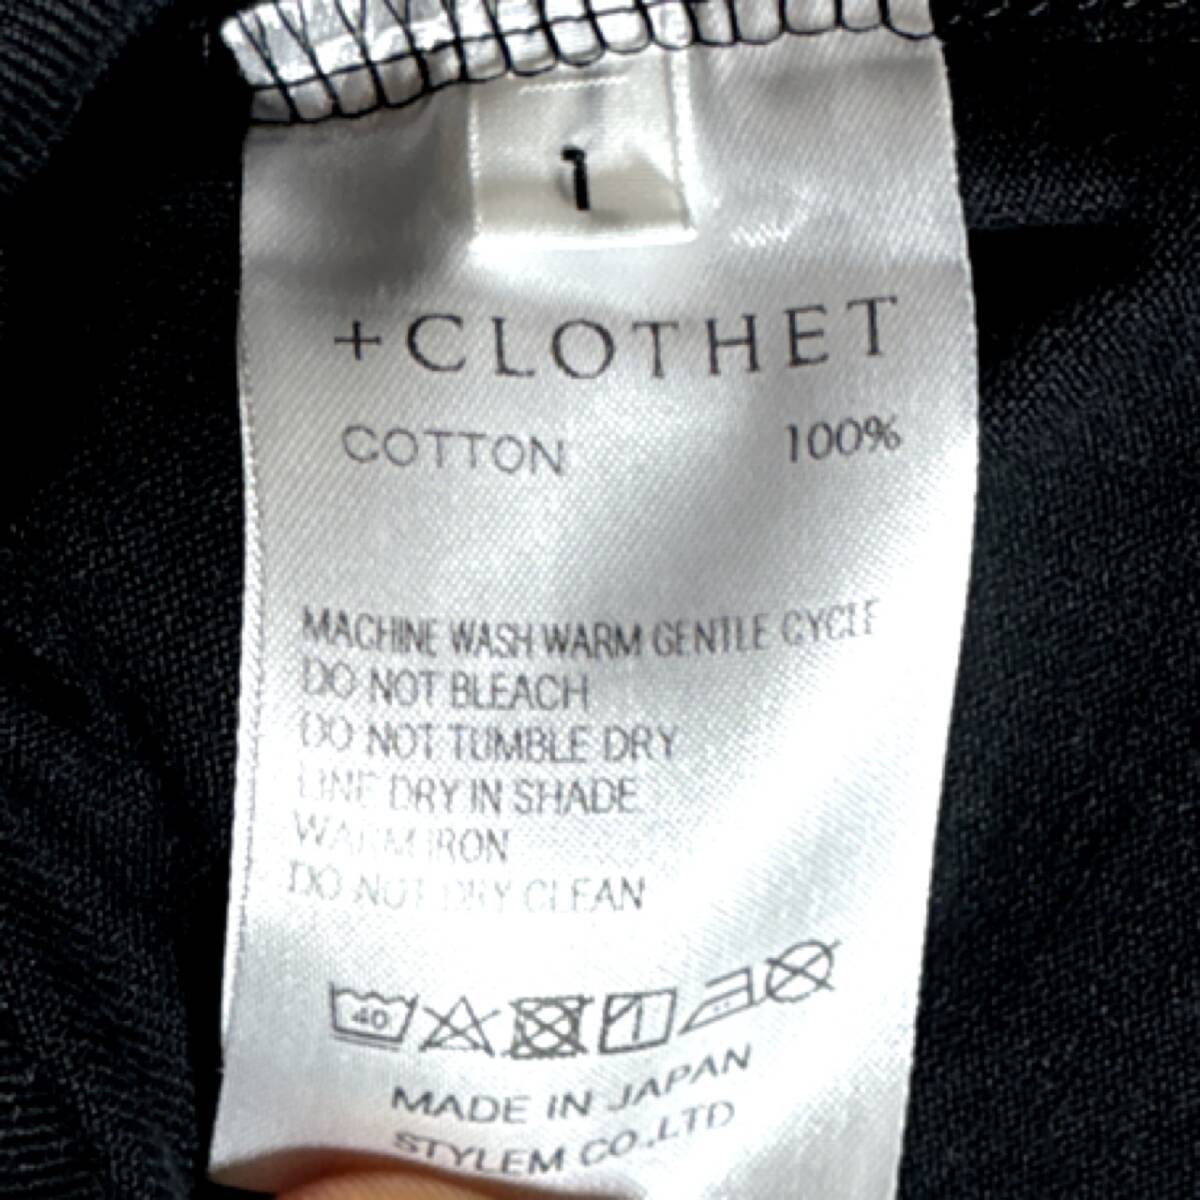 1
+CLOTHET
COTTON 100%
MACHINE WASH WARM GENTLE CYCLE
DO NOT BLEACH
DO NOT TUMBLE DRY
LINE DRY IN SHADE
WARM IRON
DO NOT DRY CLEAN
40
MADE IN JAPAN
STYLEM CO.,LTD